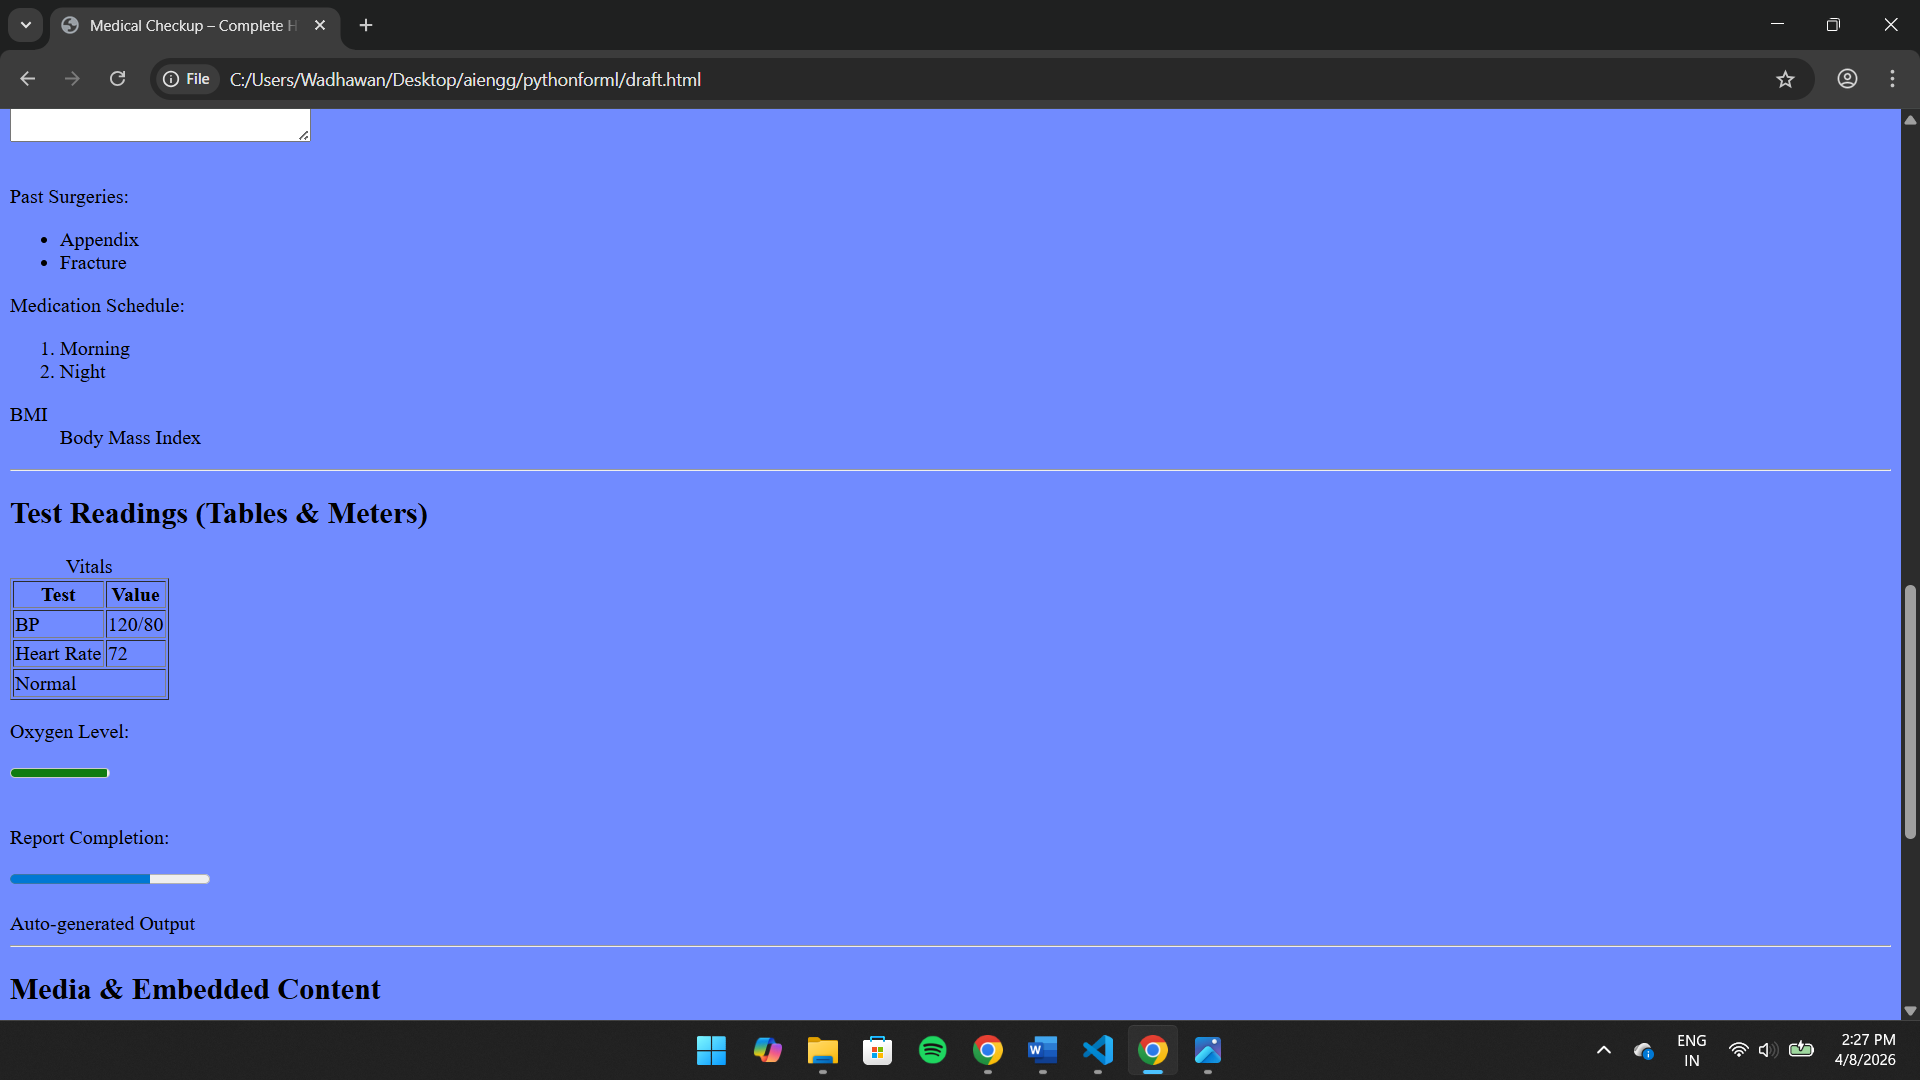 Medical Checkup – Complete H
File
C:/Users/Wadhawan/Desktop/aiengg/pythonforml/draft.html
Past Surgeries:
• Appendix
• Fracture
Medication Schedule:
1. Morning
2. Night
BMI
Body Mass Index
Test Readings (Tables & Meters)
Vitals
Test Value
BP 120/80
Heart Rate 72
Normal
Oxygen Level:
Report Completion:
Auto-generated Output
Media & Embedded Content
W
ENG
IN
2:27 PM
4/8/2026